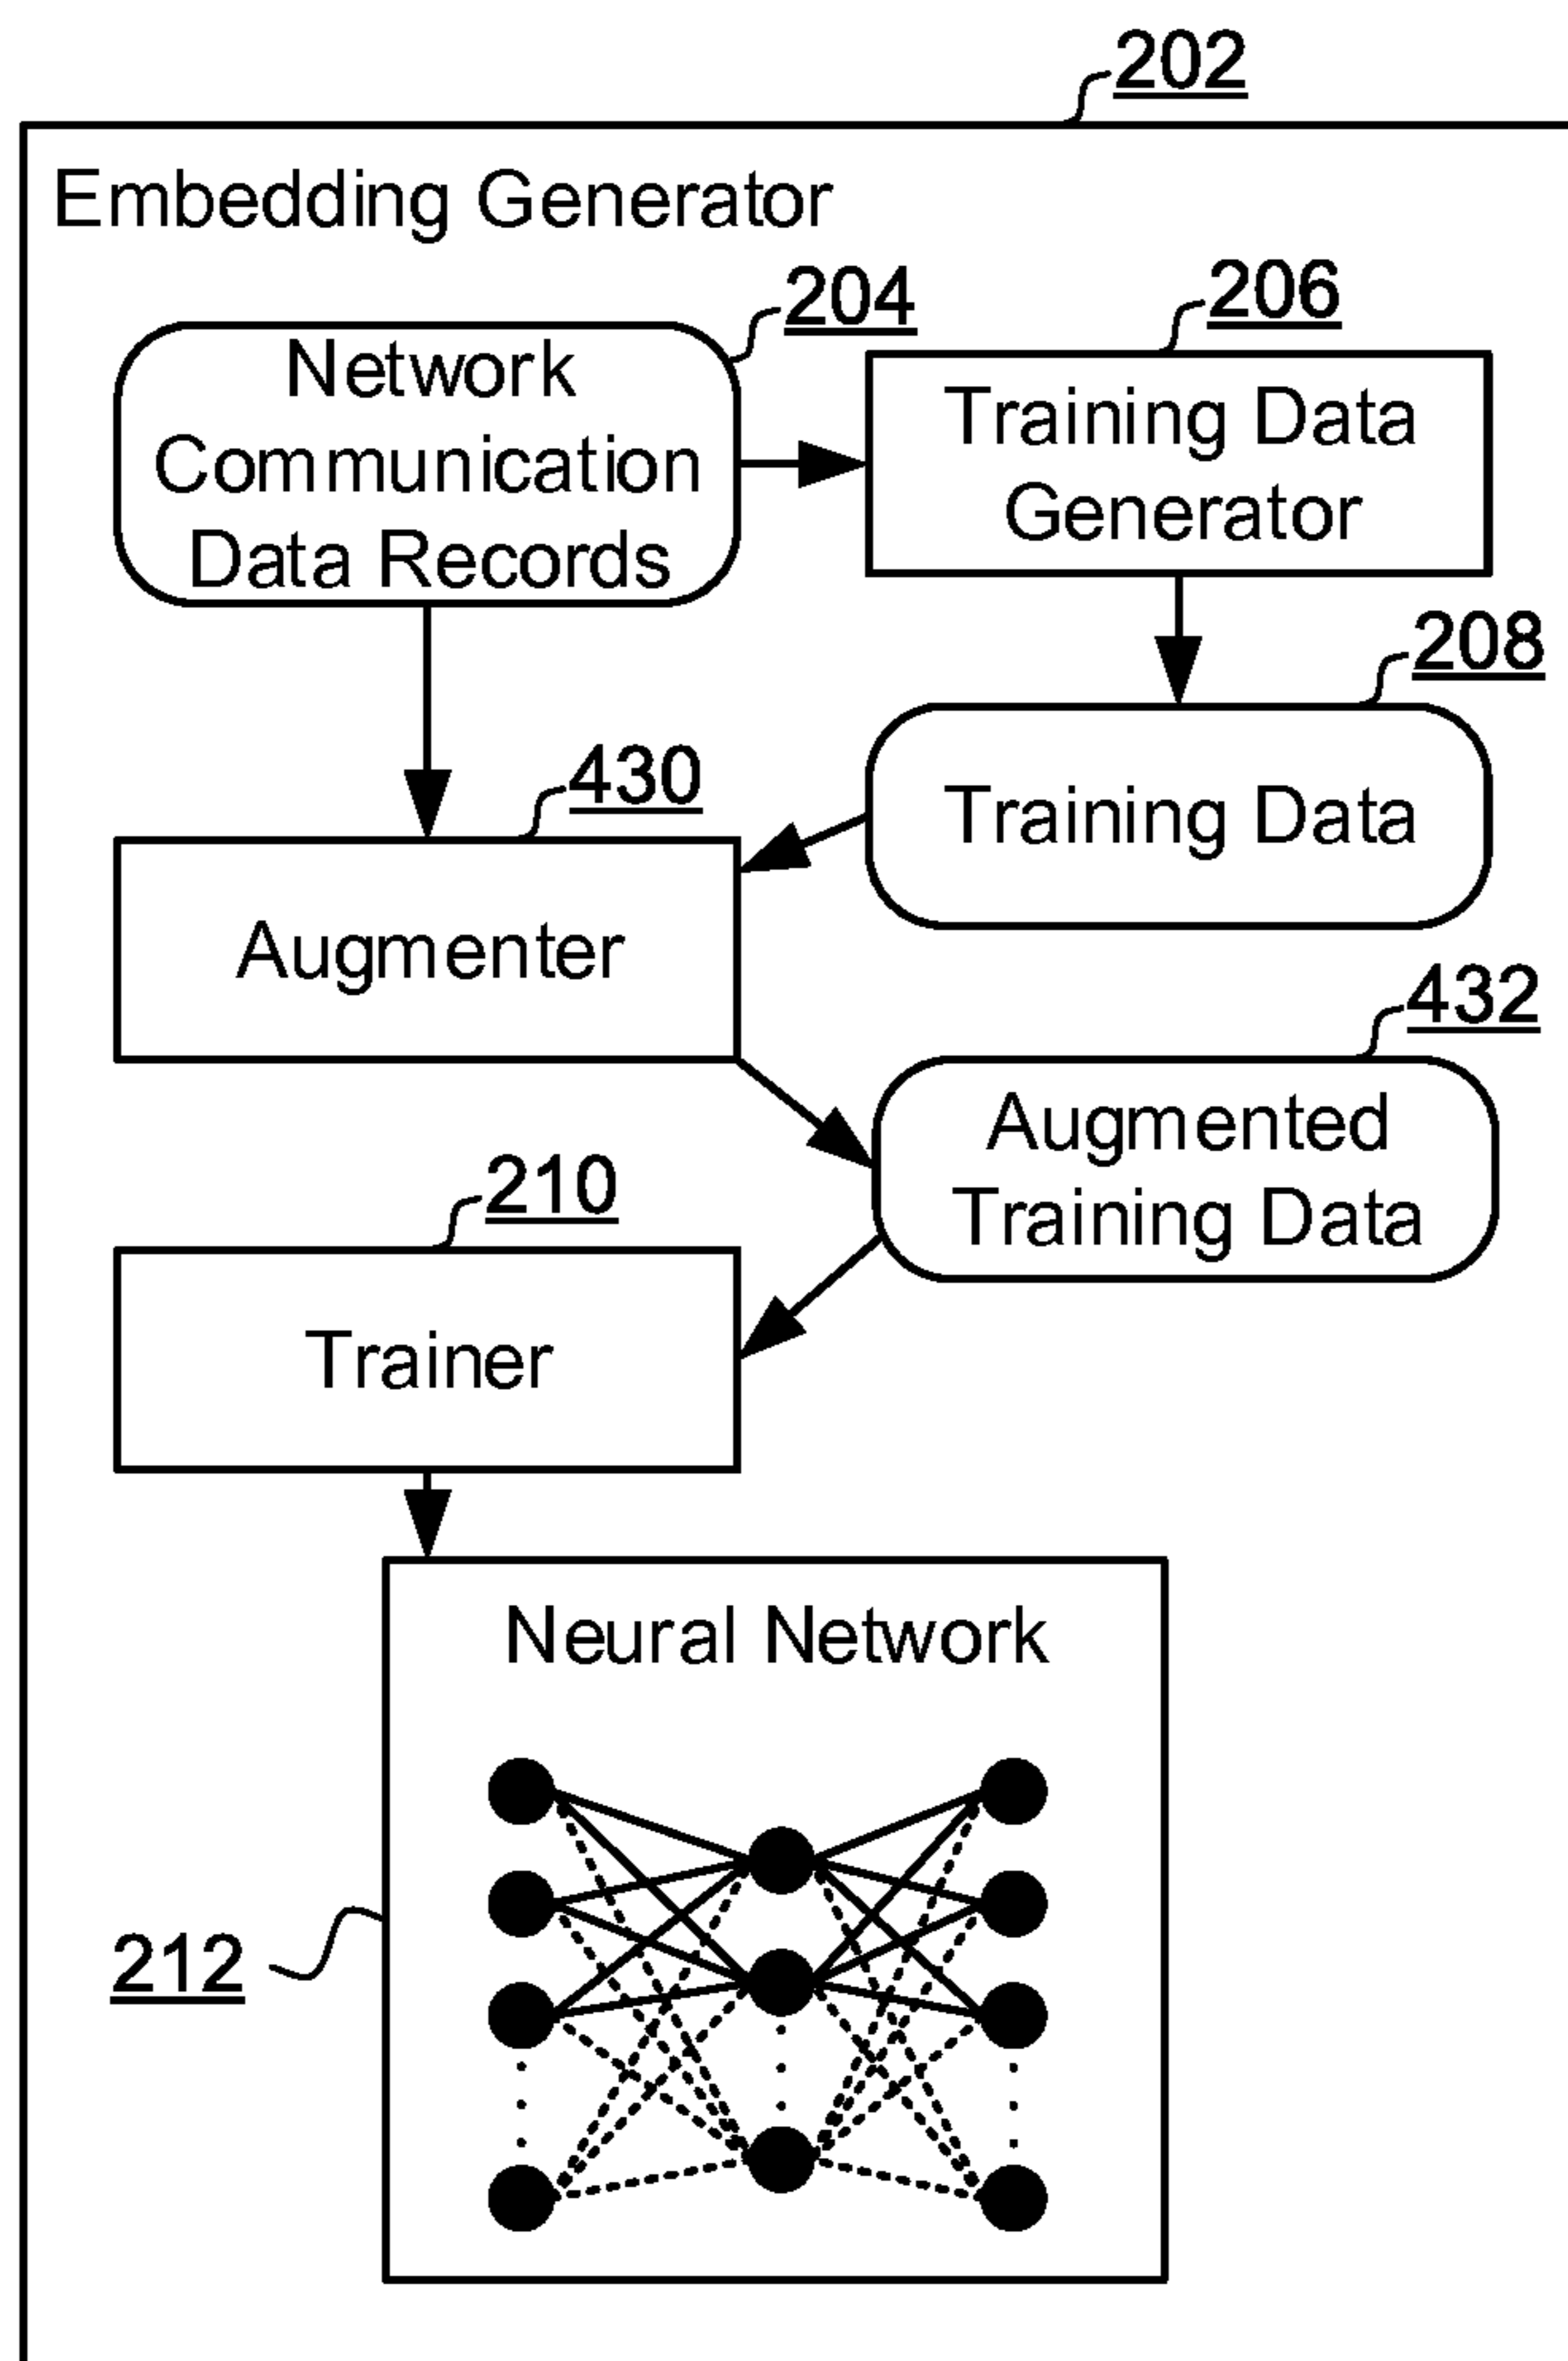 202
Embedding Generator
204
206
Network
Communication
Data Records
Training Data
Generator
208
Training Data
430
Augmenter
432
Augmented
Training Data
210
Trainer
Neural Network
212